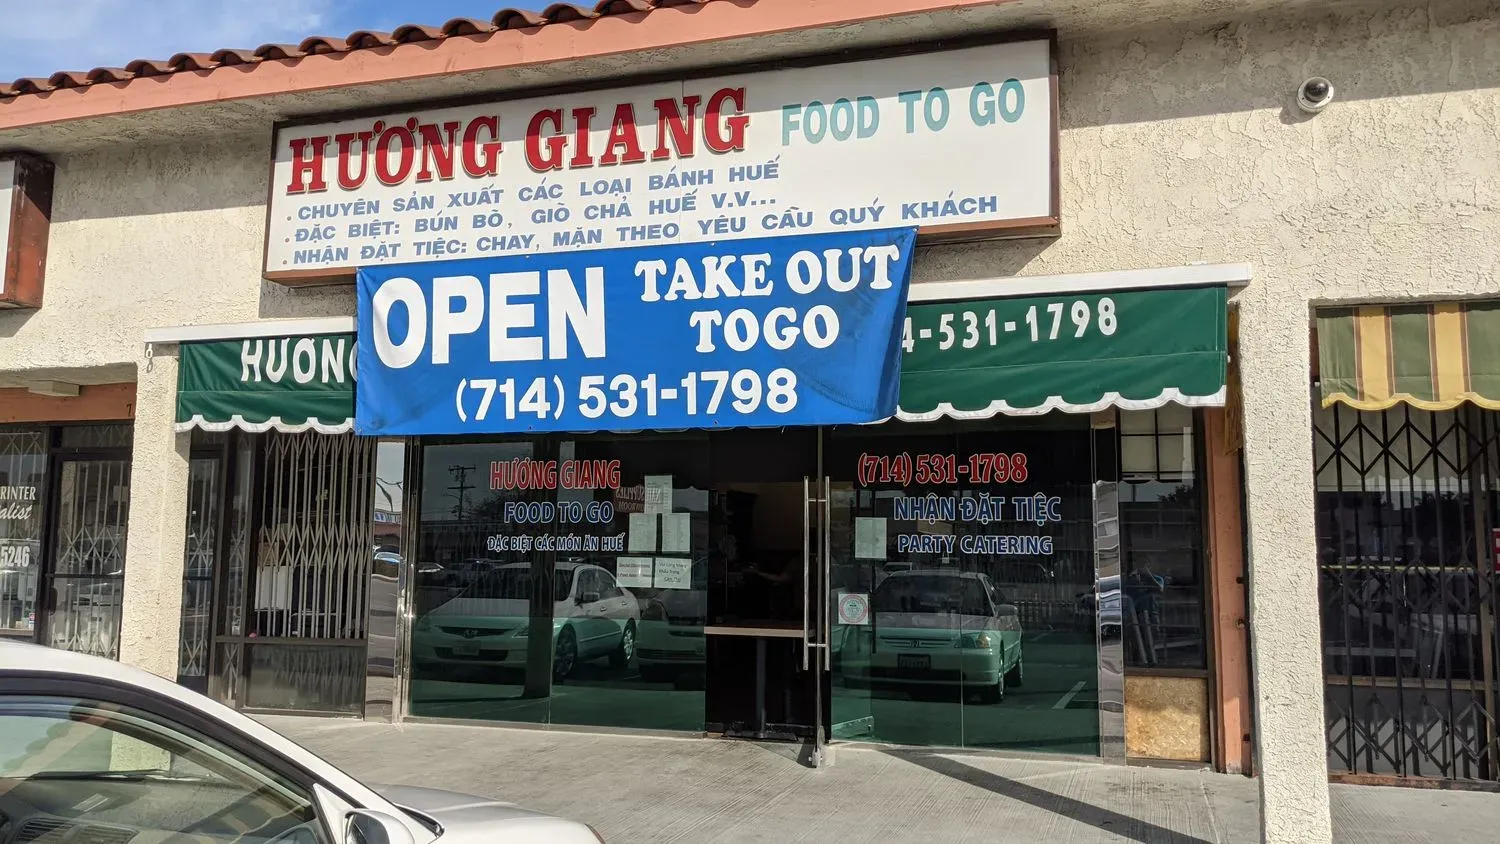 HƯƠNG GIANG FOOD TO GO
. CHUYÊN SẢN XUẤT CÁC LOẠI BÁNH HUẾ
. ĐẶC BIỆT: BÚN BÒ, GIÒ CHẢ HUẾ V.V...
. NHẬN ĐẶT TIỆC: CHAY, MẶN THEO YÊU CẦU QUÝ KHÁCH
OPEN TAKE OUT
TOGO
(714) 531-1798
HƯƠNG
4-531-1798
HƯƠNG GIANG
FOOD TO GO
ĐẶC BIỆT CÁC MÓN ĂN HUẾ
(714) 531-1798
NHẬN ĐẶT TIỆC
PARTY CATERING
RINTER
alist
5246